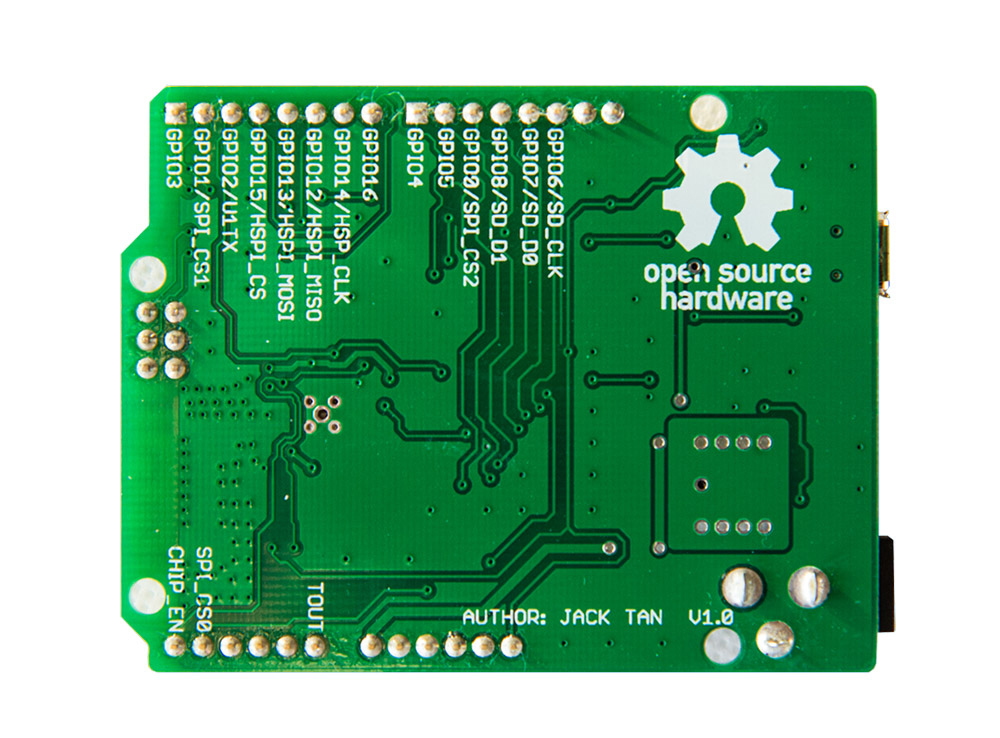 GPIO3
GPIO1/SPI_CS1
GPIO2/U1TX
GPIO15/HSPI_CS
GPIO13/HSPI_MOSI
GPIO12/HSPI_MISO
GPIO14/HSP_CLK
GPIO16
GPIO4
GPIO5
GPIO0/SPI_CS2
GPIO8/SD_D1
GPIO7/SD_D0
GPIO6/SD_CLK
open source
hardware
CHIP_EN
SPI_CS0
TOUT
AUTHOR: JACK TAN V1.0